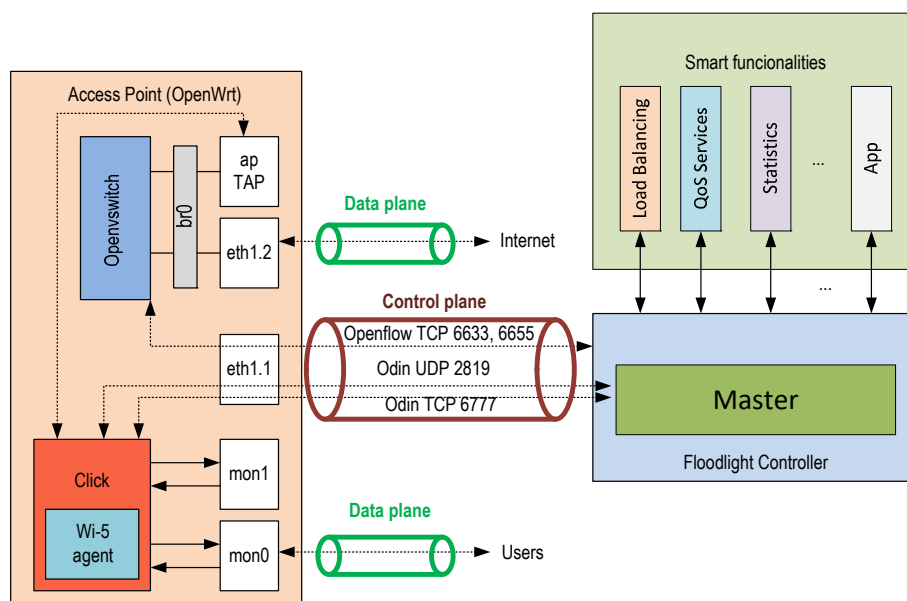 Access Point (OpenWrt)
Openvswitch
br0
ap
TAP
eth1.2
eth1.1
Click
Wi-5
agent
mon1
mon0
Data plane
Internet
Control plane
Openflow TCP 6633, 6655
Odin UDP 2819
Odin TCP 6777
Data plane
Users
Smart funcionalities
Load Balancing
QoS Services
Statistics
...
App
...
Master
Floodlight Controller